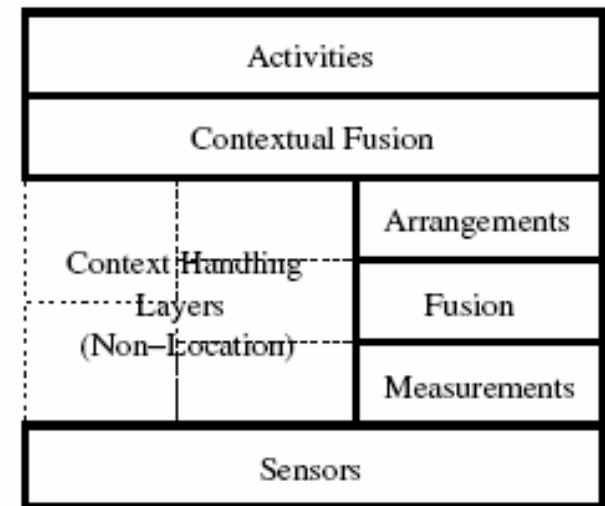 Activities
Contextual Fusion
Arrangements
Context Handling
Layers
(Non–Location)
Fusion
Measurements
Sensors